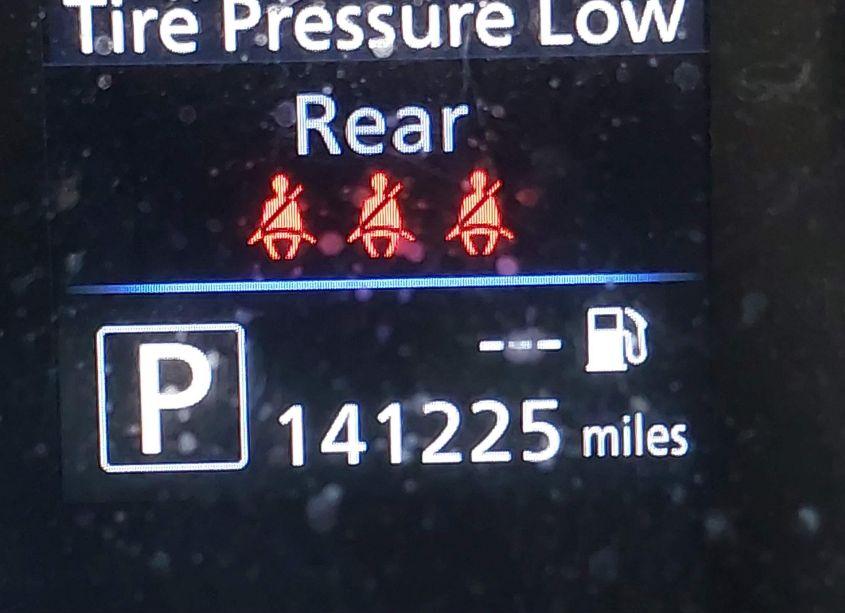 Tire Pressure Low
Rear
---
P
141225 miles